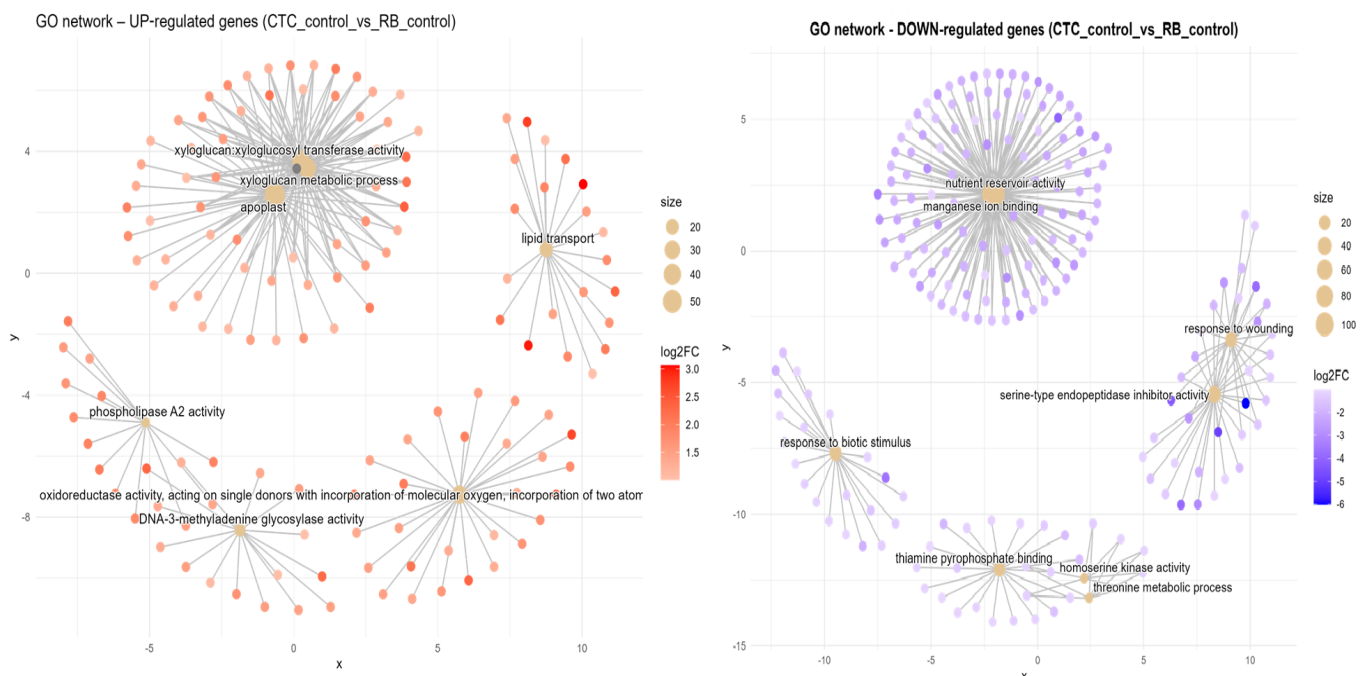 GO network – UP-regulated genes (CTC_control_vs_RB_control)
xyloglucan:xyloglucosyl transferase activity
xyloglucan metabolic process
apoplast
lipid transport
phospholipase A2 activity
oxidoreductase activity, acting on single donors with incorporation of molecular oxygen, incorporation of two atom
DNA-3-methyladenine glycosylase activity
4
0
-4
-8
y
-5
0
5
10
x
size
20
30
40
50
log2FC
3.0
2.5
2.0
1.5
GO network - DOWN-regulated genes (CTC_control_vs_RB_control)
nutrient reservoir activity
manganese ion binding
response to wounding
serine-type endopeptidase inhibitor activity
response to biotic stimulus
thiamine pyrophosphate binding
homoserine kinase activity
threonine metabolic process
5
0
-5
-10
-15
y
-10
-5
0
5
10
size
20
40
60
80
100
log2FC
-2
-3
-4
-5
-6